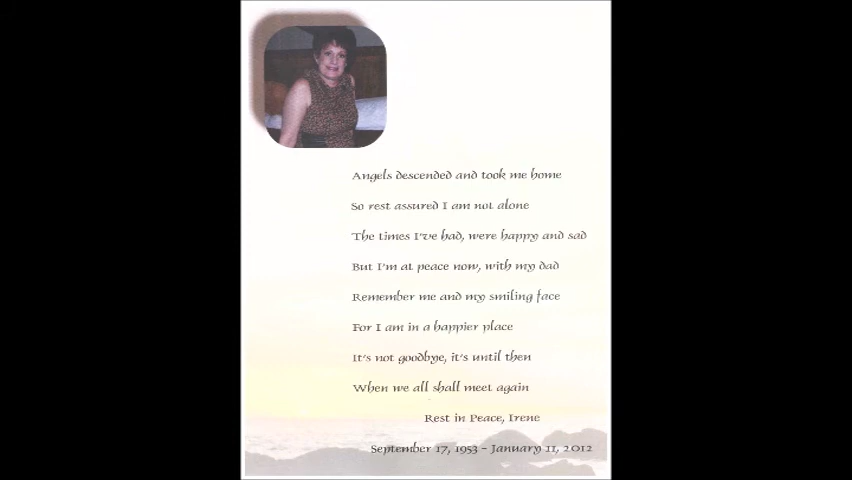 Angels descended and took me home
So rest assured I am not alone
The times I've had, were happy and sad
But I'm at peace now, with my dad
Remember me and my smiling face
For I am in a happier place
It's not goodbye, it's until then
When we all shall meet again
Rest in Peace, Irene
September 17, 1953 - January 11, 2012